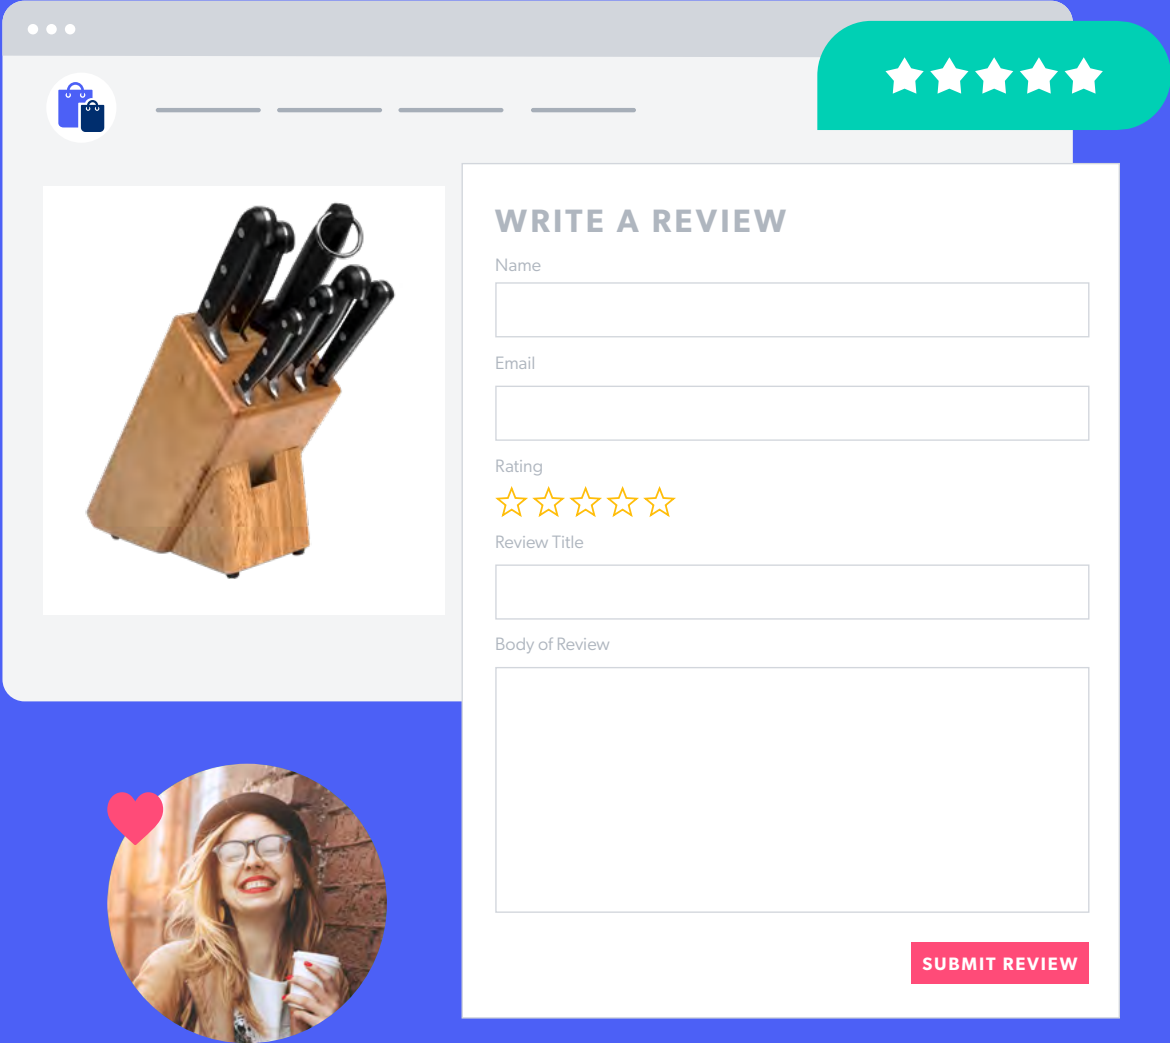 WRITE A REVIEW
Name
Email
Rating
Review Title
Body of Review
SUBMIT REVIEW